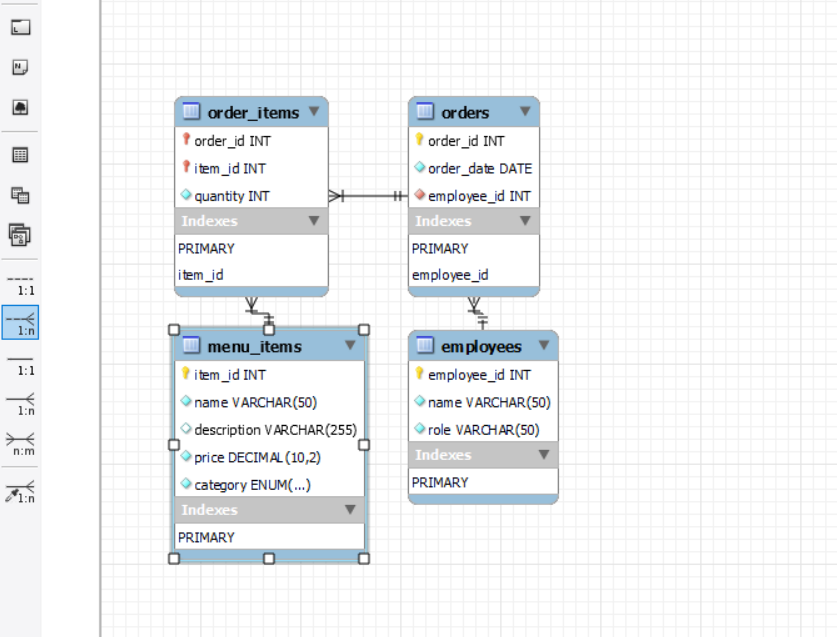 1:1
1:n
1:1
1:n
n:m
1:n
order_items
order_id INT
item_id INT
quantity INT
Indexes
PRIMARY
item_id
orders
order_id INT
order_date DATE
employee_id INT
Indexes
PRIMARY
employee_id
menu_items
item_id INT
name VARCHAR(50)
description VARCHAR(255)
price DECIMAL(10,2)
category ENUM(...)
Indexes
PRIMARY
employees
employee_id INT
name VARCHAR(50)
role VARCHAR(50)
Indexes
PRIMARY